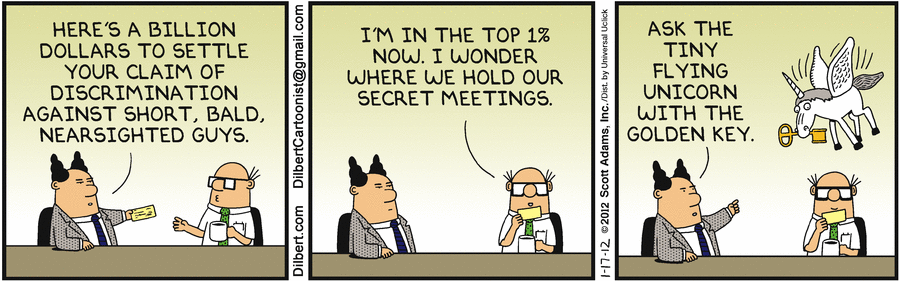 HERE'S A BILLION
DOLLARS TO SETTLE
YOUR CLAIM OF
DISCRIMINATION
AGAINST SHORT, BALD,
NEARSIGHTED GUYS.
Dilbert.com DilbertCartoonist@gmail.com
I'M IN THE TOP 1%
NOW. I WONDER
WHERE WE HOLD OUR
SECRET MEETINGS.
1-17-12 ©2012 Scott Adams, Inc./Dist. by Universal Uclick
ASK THE
TINY
FLYING
UNICORN
WITH THE
GOLDEN KEY.